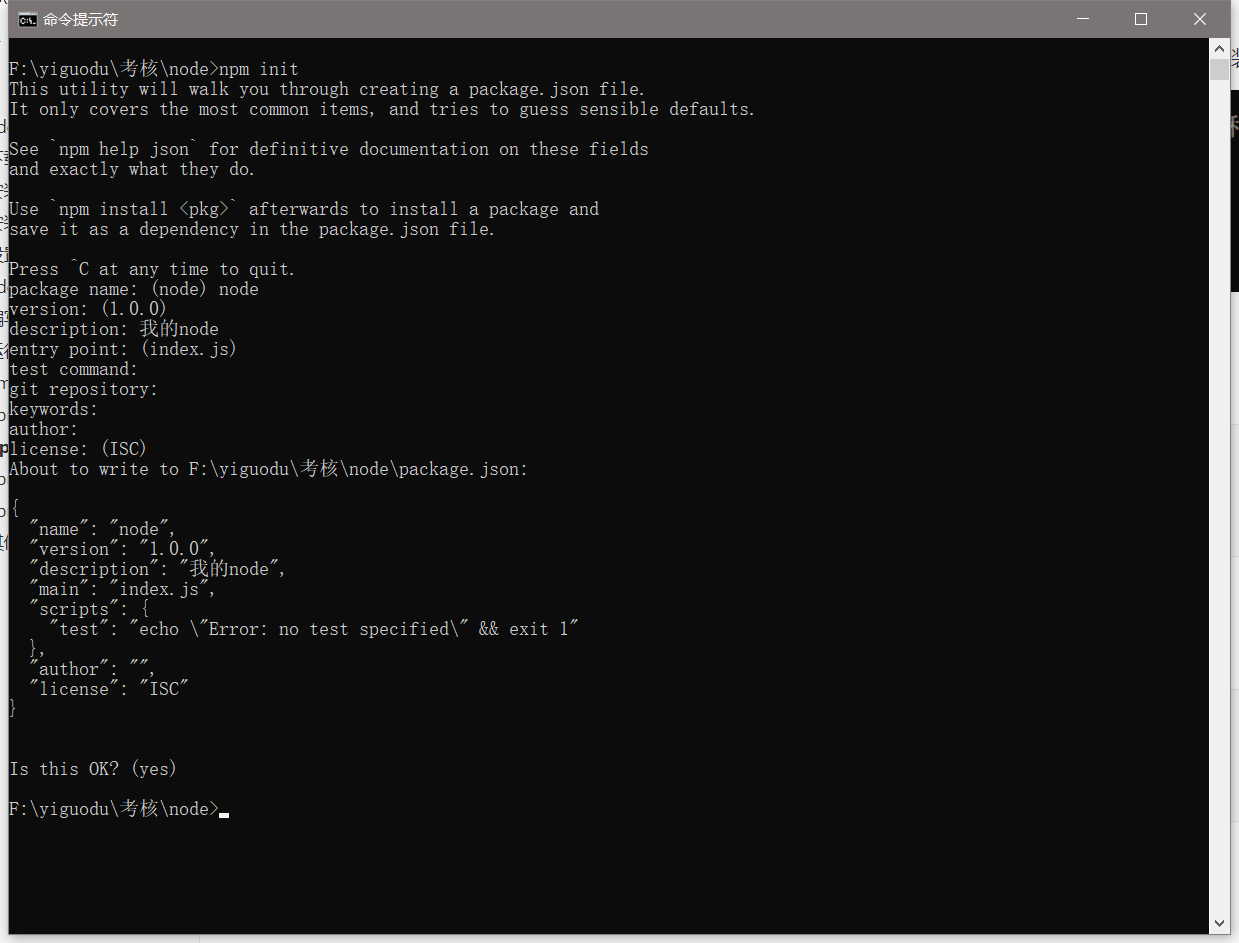 命令提示符
F:\yiguodu\考核\node>npm init
This utility will walk you through creating a package.json file.
It only covers the most common items, and tries to guess sensible defaults.
See `npm help json` for definitive documentation on these fields
and exactly what they do.
Use `npm install <pkg>` afterwards to install a package and
save it as a dependency in the package.json file.
Press ^C at any time to quit.
package name: (node) node
version: (1.0.0)
description: 我的node
entry point: (index.js)
test command:
git repository:
keywords:
author:
license: (ISC)
About to write to F:\yiguodu\考核\node\package.json:
{
  "name": "node",
  "version": "1.0.0",
  "description": "我的node",
  "main": "index.js",
  "scripts": {
    "test": "echo \"Error: no test specified\" && exit 1"
  },
  "author": "",
  "license": "ISC"
}
Is this OK? (yes)
F:\yiguodu\考核\node>